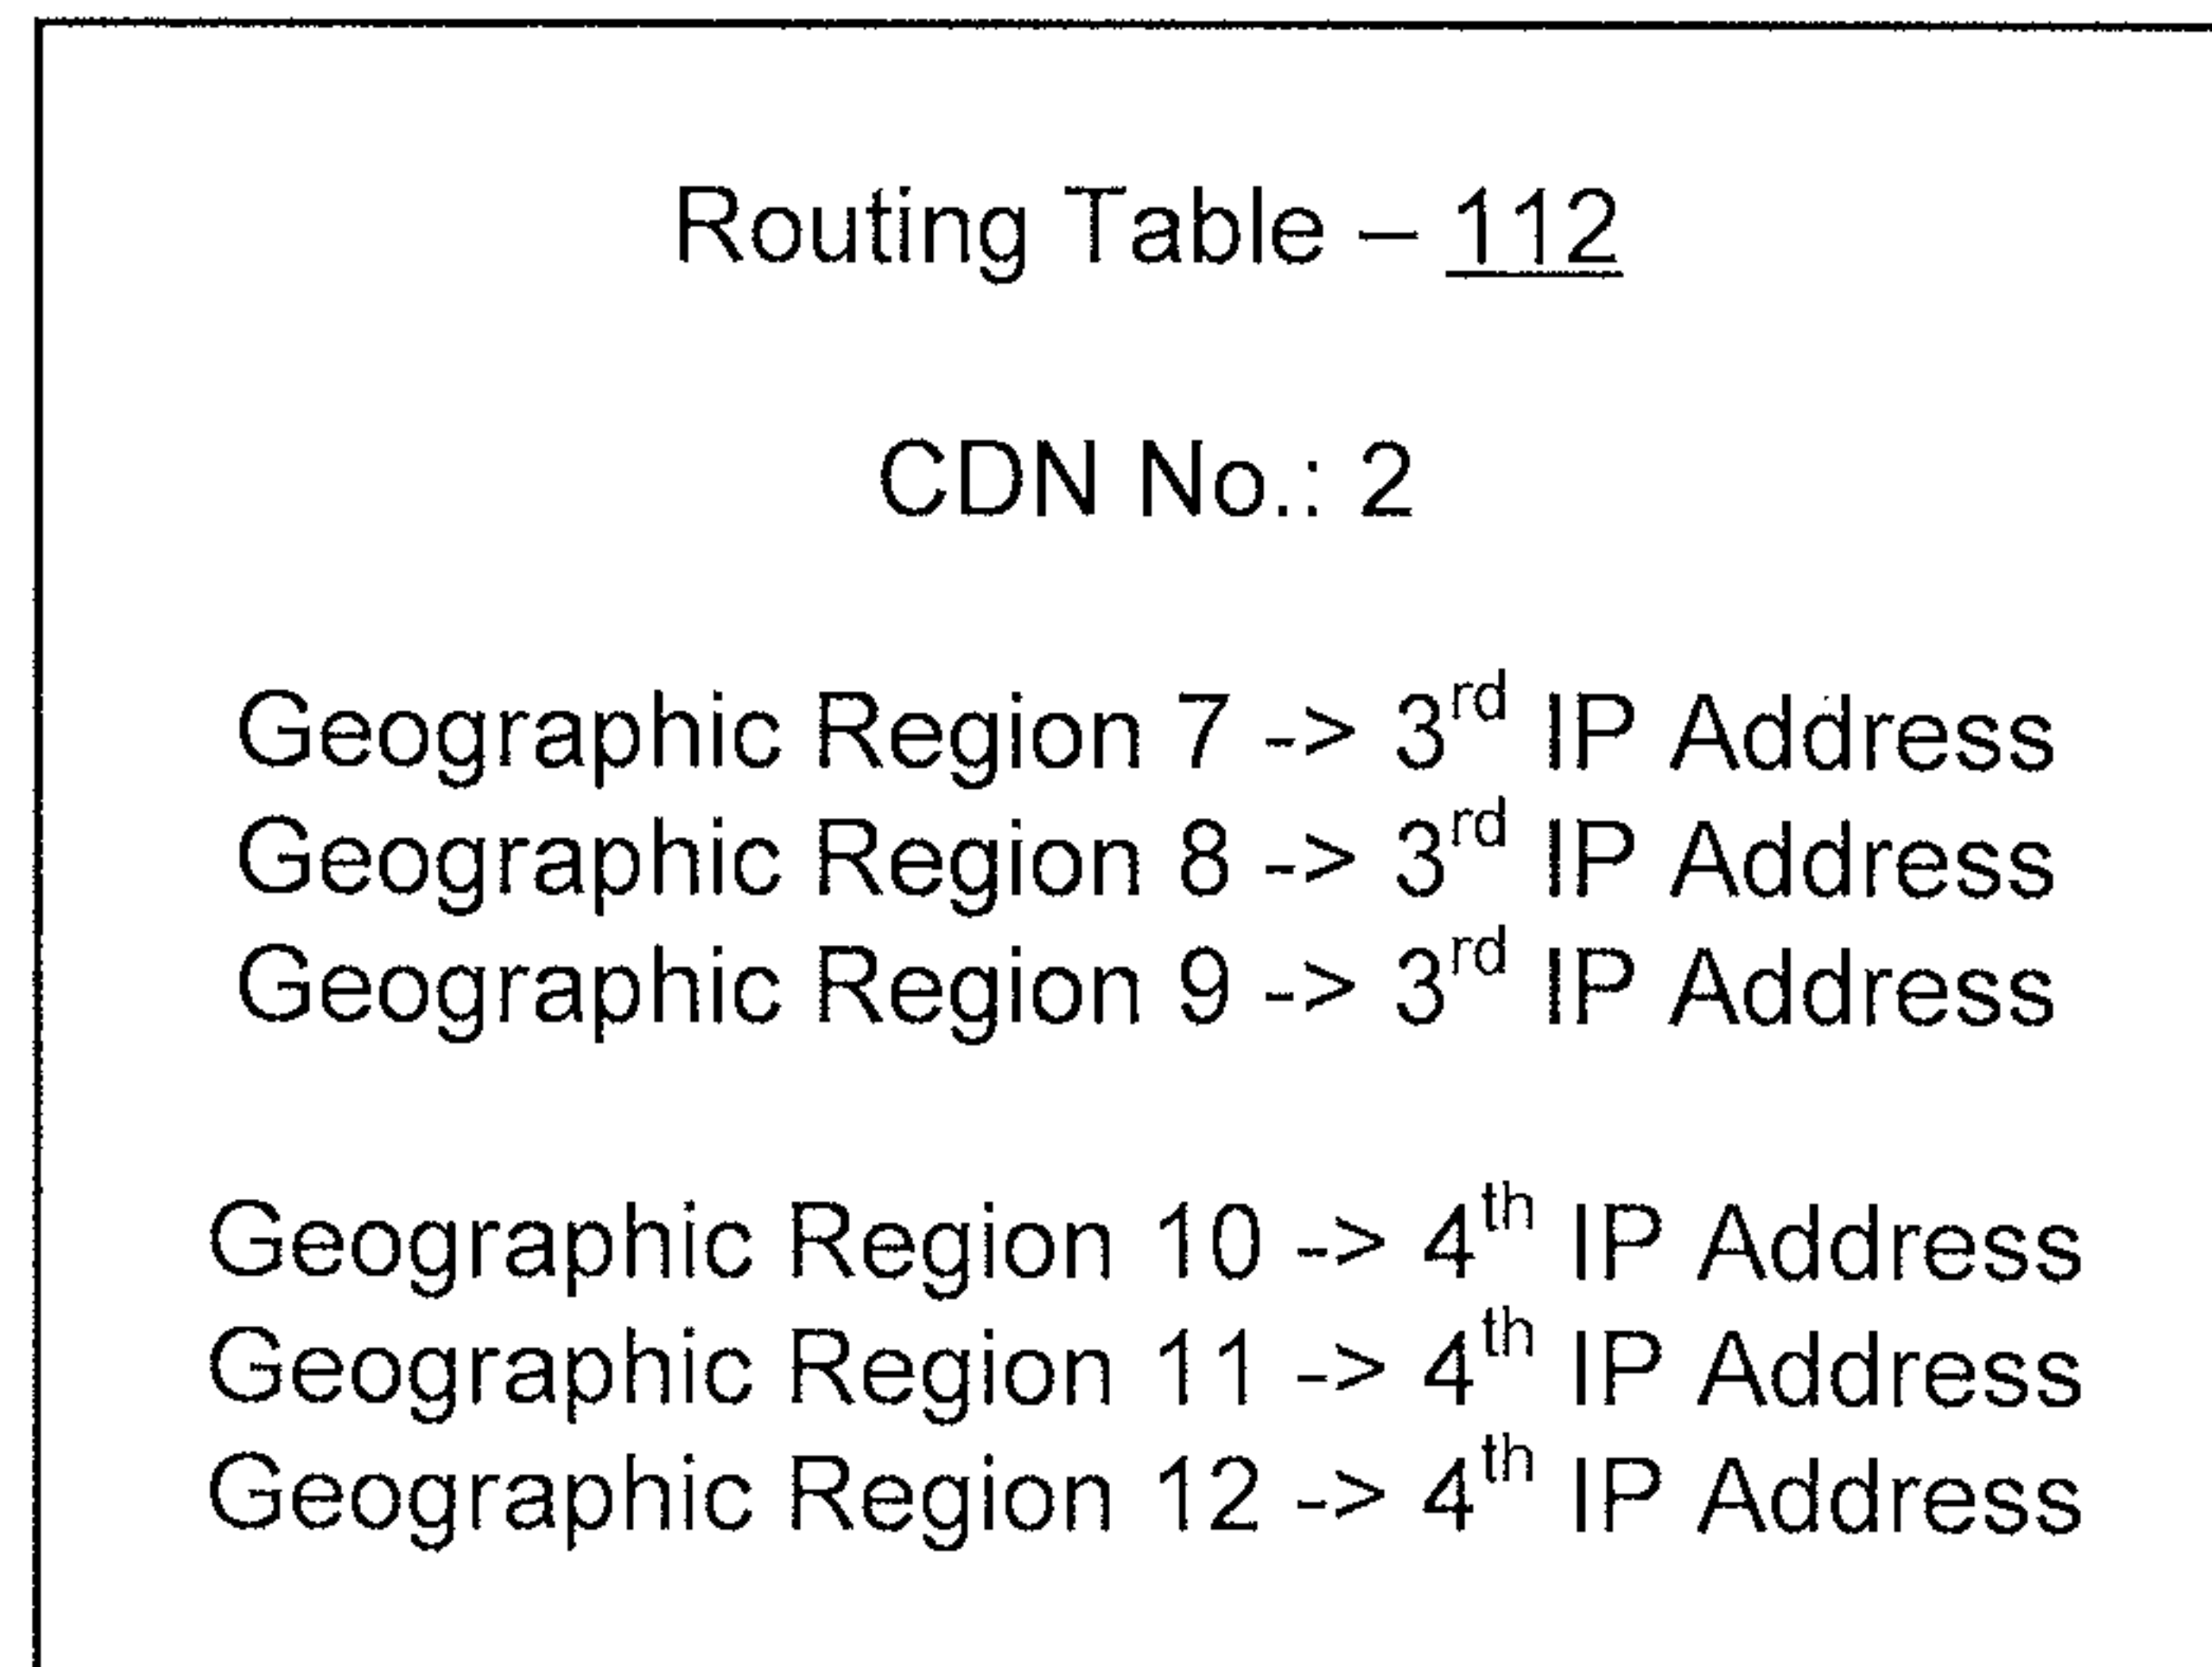 Routing Table – 112
CDN No.: 2
Geographic Region 7 -> 3rd IP Address
Geographic Region 8 -> 3rd IP Address
Geographic Region 9 -> 3rd IP Address
Geographic Region 10 -> 4th IP Address
Geographic Region 11 -> 4th IP Address
Geographic Region 12 -> 4th IP Address